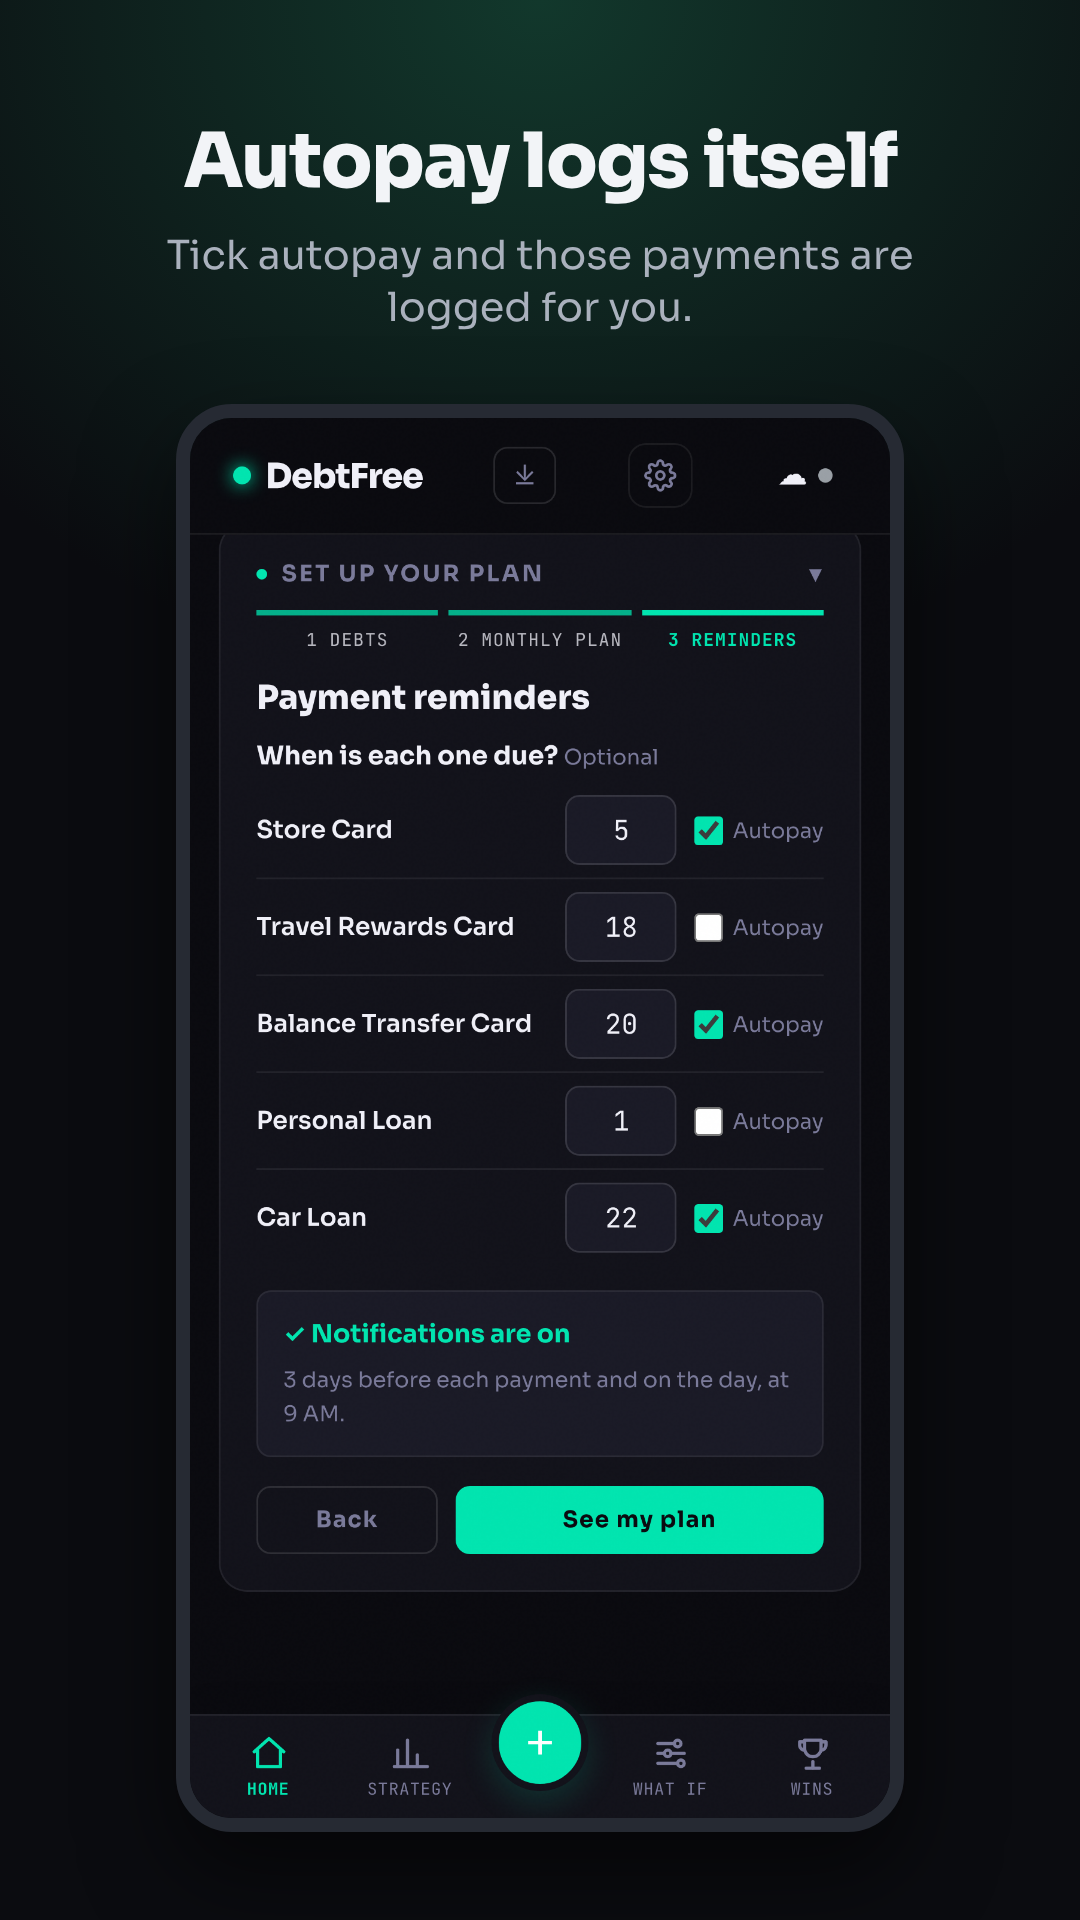 Autopay logs itself
Tick autopay and those payments are
logged for you.
DebtFree
SET UP YOUR PLAN
1 DEBTS
2 MONTHLY PLAN
3 REMINDERS
Payment reminders
When is each one due? Optional
Store Card 5 Autopay
Travel Rewards Card 18 Autopay
Balance Transfer Card 20 Autopay
Personal Loan 1 Autopay
Car Loan 22 Autopay
✓ Notifications are on
3 days before each payment and on the day, at
9 AM.
Back
See my plan
HOME
STRATEGY
+
WHAT IF
WINS